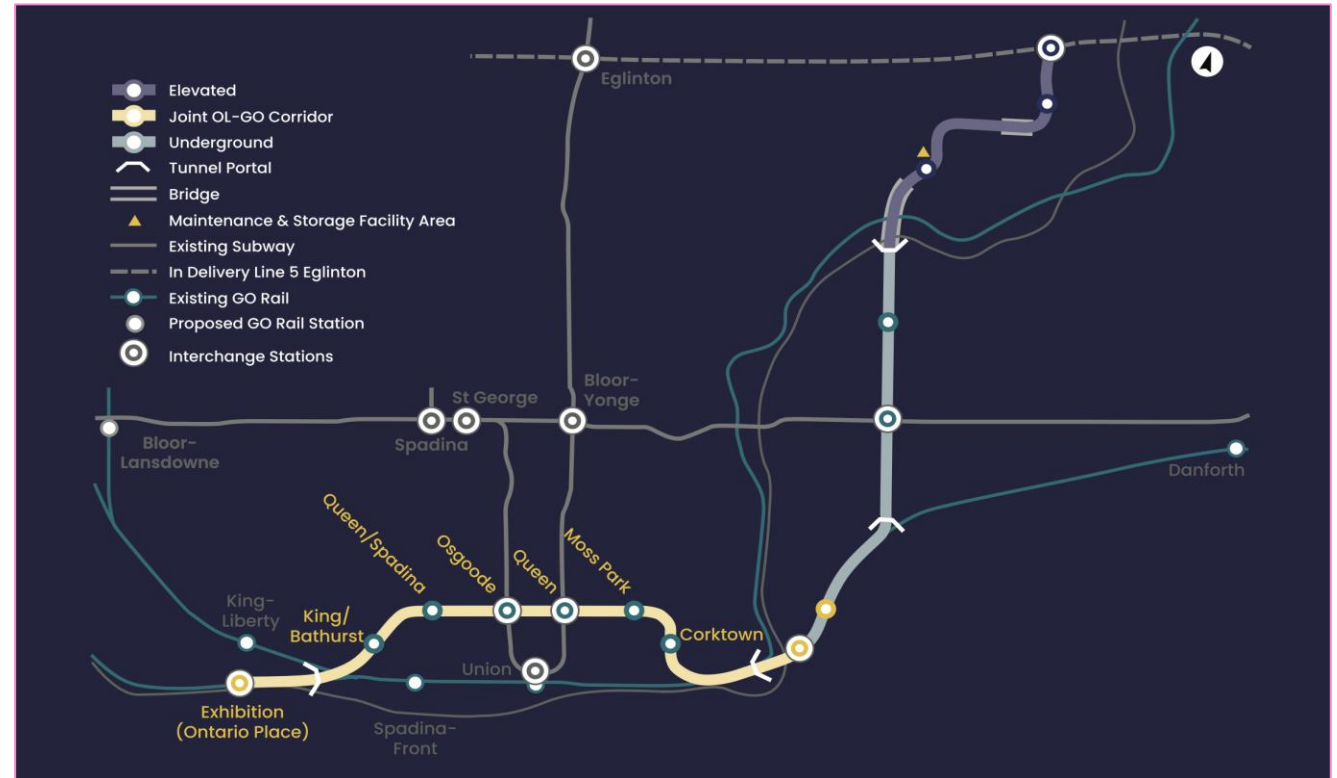 Elevated
Joint OL-GO Corridor
Underground
Tunnel Portal
Bridge
Maintenance & Storage Facility Area
Existing Subway
In Delivery Line 5 Eglinton
Existing GO Rail
Proposed GO Rail Station
Interchange Stations
Eglinton
Bloor-
Yonge
St George
Spadina
Bloor-
Lansdowne
Danforth
Queen/Spadina
Osgoode
Queen
Moss Park
King-
Liberty
King/
Bathurst
Corktown
Union
Exhibition
(Ontario Place)
Spadina-
Front